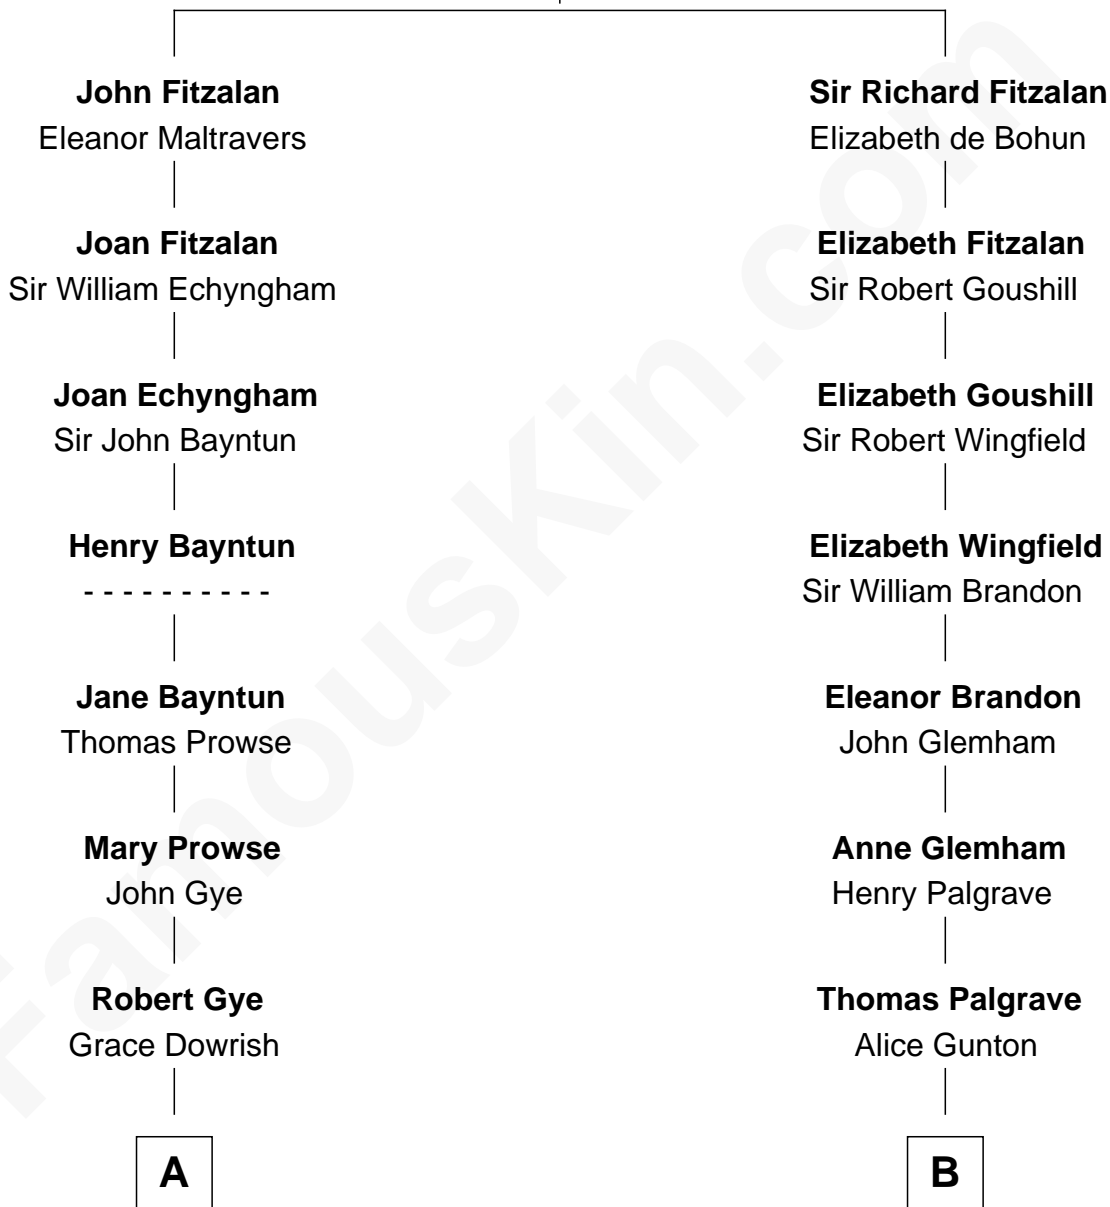 John Fitzalan
Eleanor Maltravers
Joan Fitzalan
Sir William Echyngham
Joan Echyngham
Sir John Bayntun
Henry Bayntun
- - - - - - - - - -
Jane Bayntun
Thomas Prowse
Mary Prowse
John Gye
Robert Gye
Grace Dowrish
A
Sir Richard Fitzalan
Elizabeth de Bohun
Elizabeth Fitzalan
Sir Robert Goushill
Elizabeth Goushill
Sir Robert Wingfield
Elizabeth Wingfield
Sir William Brandon
Eleanor Brandon
John Glemham
Anne Glemham
Henry Palgrave
Thomas Palgrave
Alice Gunton
B
FamousKin.com